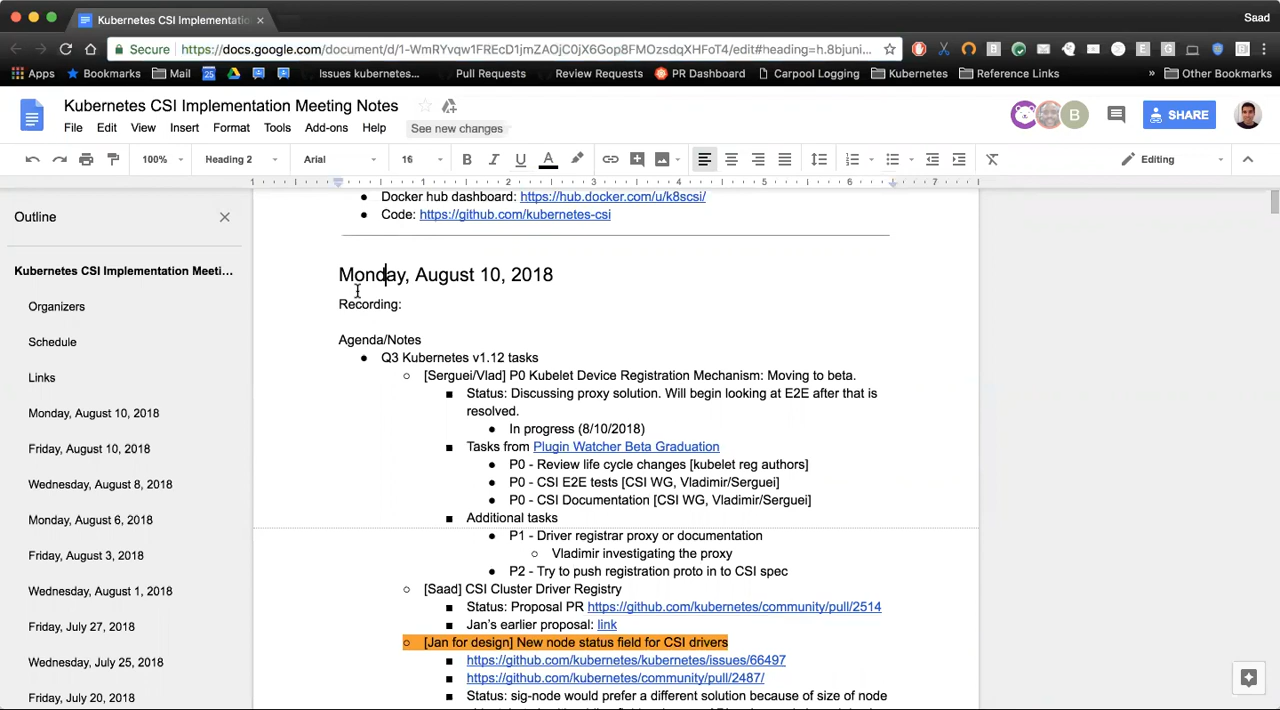 Kubernetes CSI Implementatio
Saad
Secure
https://docs.google.com/document/d/1-WmRYvqw1FREcD1jmZAOjC0jX6Gop8FMOzsdqXHFoT4/edit#heading=h.8bjuni…
Apps Bookmarks Mail 25 Issues kubernetes… Pull Requests Review Requests PR Dashboard Carpool Logging Kubernetes Reference Links » Other Bookmarks
Kubernetes CSI Implementation Meeting Notes
B
SHARE
File Edit View Insert Format Tools Add-ons Help See new changes
100% Heading 2 Arial 16 B I U A Editing
1 1 2 3 4 5 6 7
Outline
Kubernetes CSI Implementation Meeti…
Organizers
Schedule
Links
Monday, August 10, 2018
Friday, August 10, 2018
Wednesday, August 8, 2018
Monday, August 6, 2018
Friday, August 3, 2018
Wednesday, August 1, 2018
Friday, July 27, 2018
Wednesday, July 25, 2018
Friday, July 20, 2018
Docker hub dashboard: https://hub.docker.com/u/k8scsi/
Code: https://github.com/kubernetes-csi
Monday, August 10, 2018
Recording:
Agenda/Notes
Q3 Kubernetes v1.12 tasks
[Serguei/Vlad] P0 Kubelet Device Registration Mechanism: Moving to beta.
Status: Discussing proxy solution. Will begin looking at E2E after that is
resolved.
In progress (8/10/2018)
Tasks from Plugin Watcher Beta Graduation
P0 - Review life cycle changes [kubelet reg authors]
P0 - CSI E2E tests [CSI WG, Vladimir/Serguei]
P0 - CSI Documentation [CSI WG, Vladimir/Serguei]
Additional tasks
P1 - Driver registrar proxy or documentation
Vladimir investigating the proxy
P2 - Try to push registration proto in to CSI spec
[Saad] CSI Cluster Driver Registry
Status: Proposal PR https://github.com/kubernetes/community/pull/2514
Jan’s earlier proposal: link
[Jan for design] New node status field for CSI drivers
https://github.com/kubernetes/kubernetes/issues/66497
https://github.com/kubernetes/community/pull/2487/
Status: sig-node would prefer a different solution because of size of node